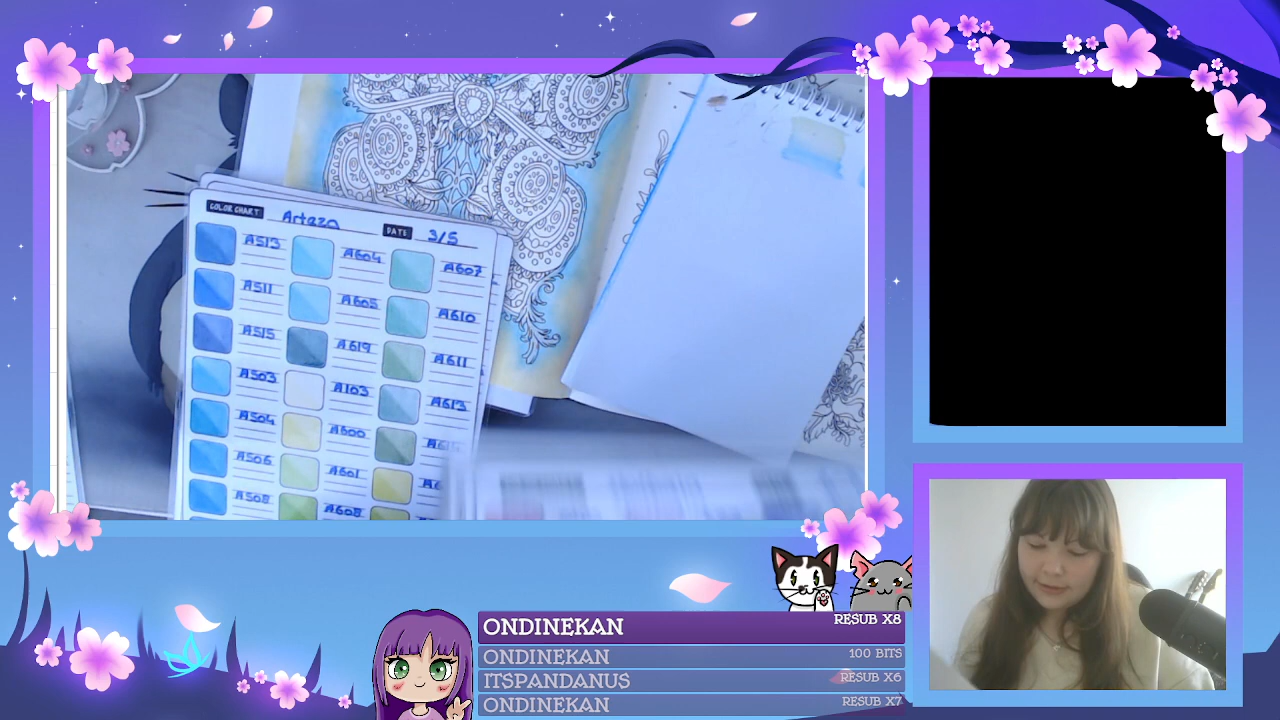 COLOR CHART Arteza DATE 3/5
A513 A604 A607
A511 A605 A610
A515 A619 A611
A503 A103 A613
A504 A600
A506 A601
A508 A608
ONDINEKAN RESUB X8
ONDINEKAN 100 BITS
ITSPANDANUS RESUB X6
ONDINEKAN RESUB X7